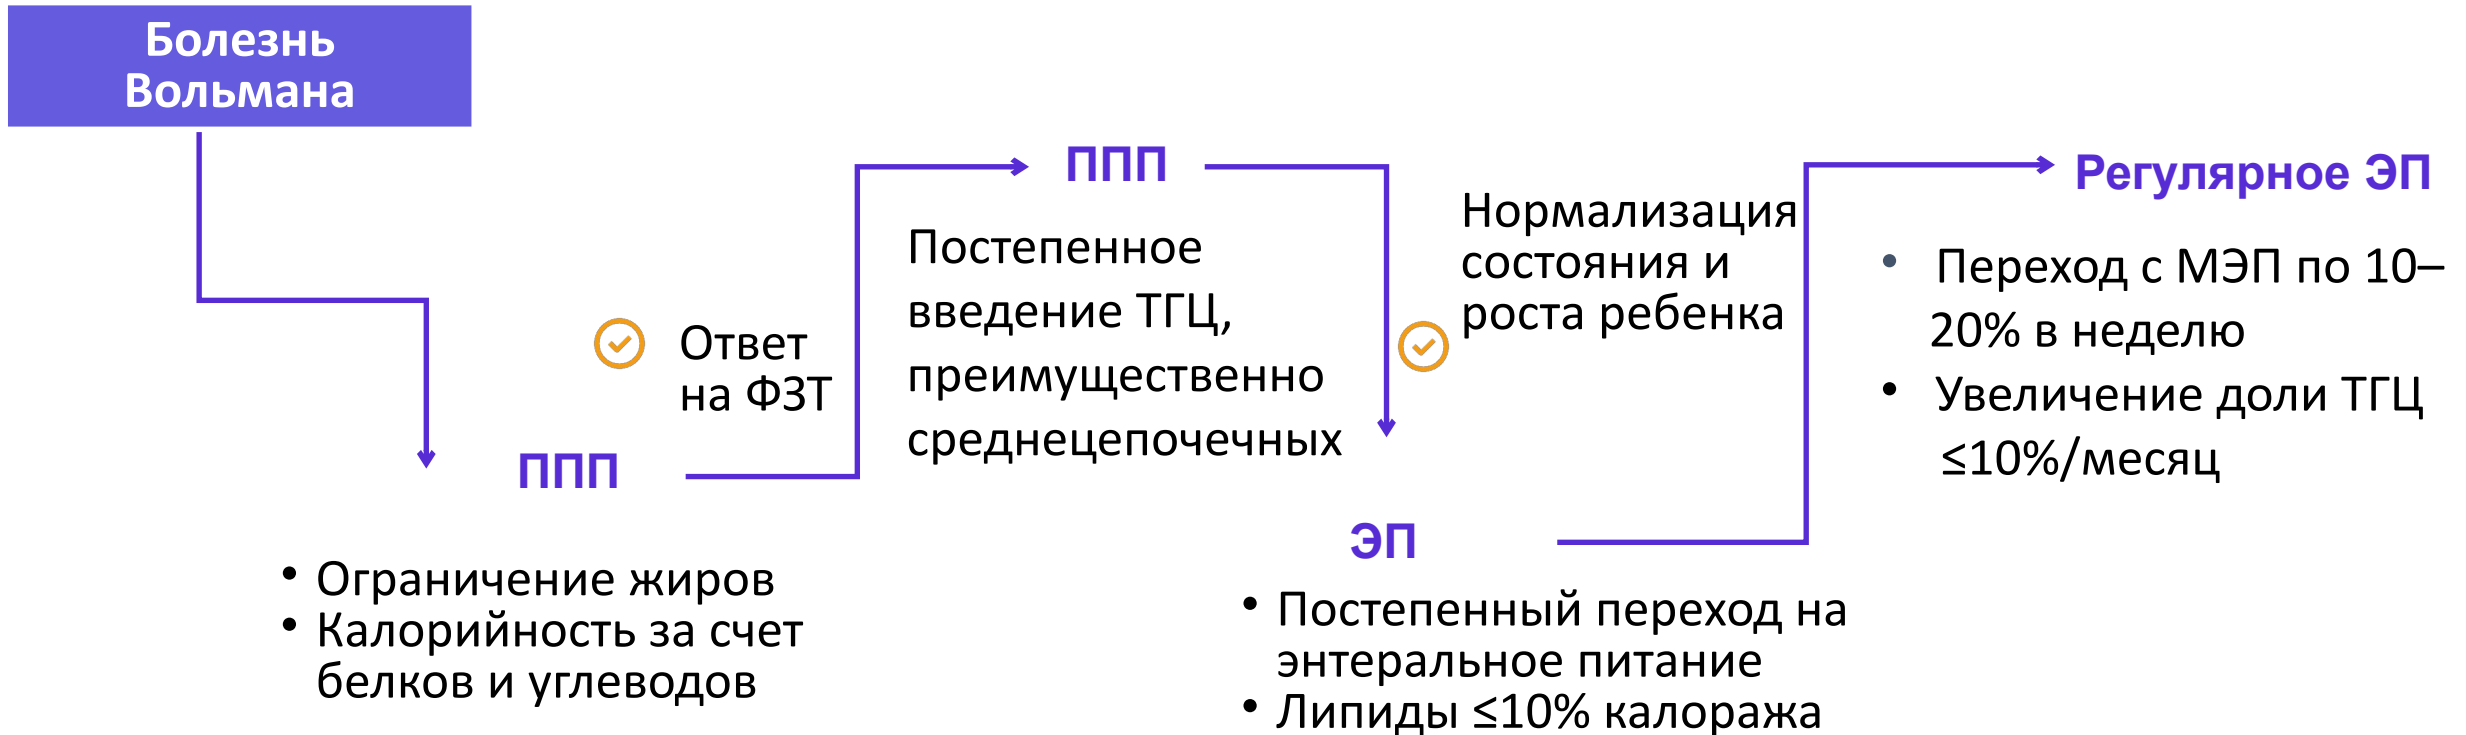 Болезнь
Вольмана
Ответ
на ФЗТ
ППП
• Ограничение жиров
• Калорийность за счет
белков и углеводов
ППП
Постепенное
введение ТГЦ,
преимущественно
среднецепочечных
Нормализация
состояния и
роста ребенка
ЭП
• Постепенный переход на
энтеральное питание
• Липиды ≤10% калоража
Регулярное ЭП
• Переход с МЭП по 10–
20% в неделю
• Увеличение доли ТГЦ
≤10%/месяц